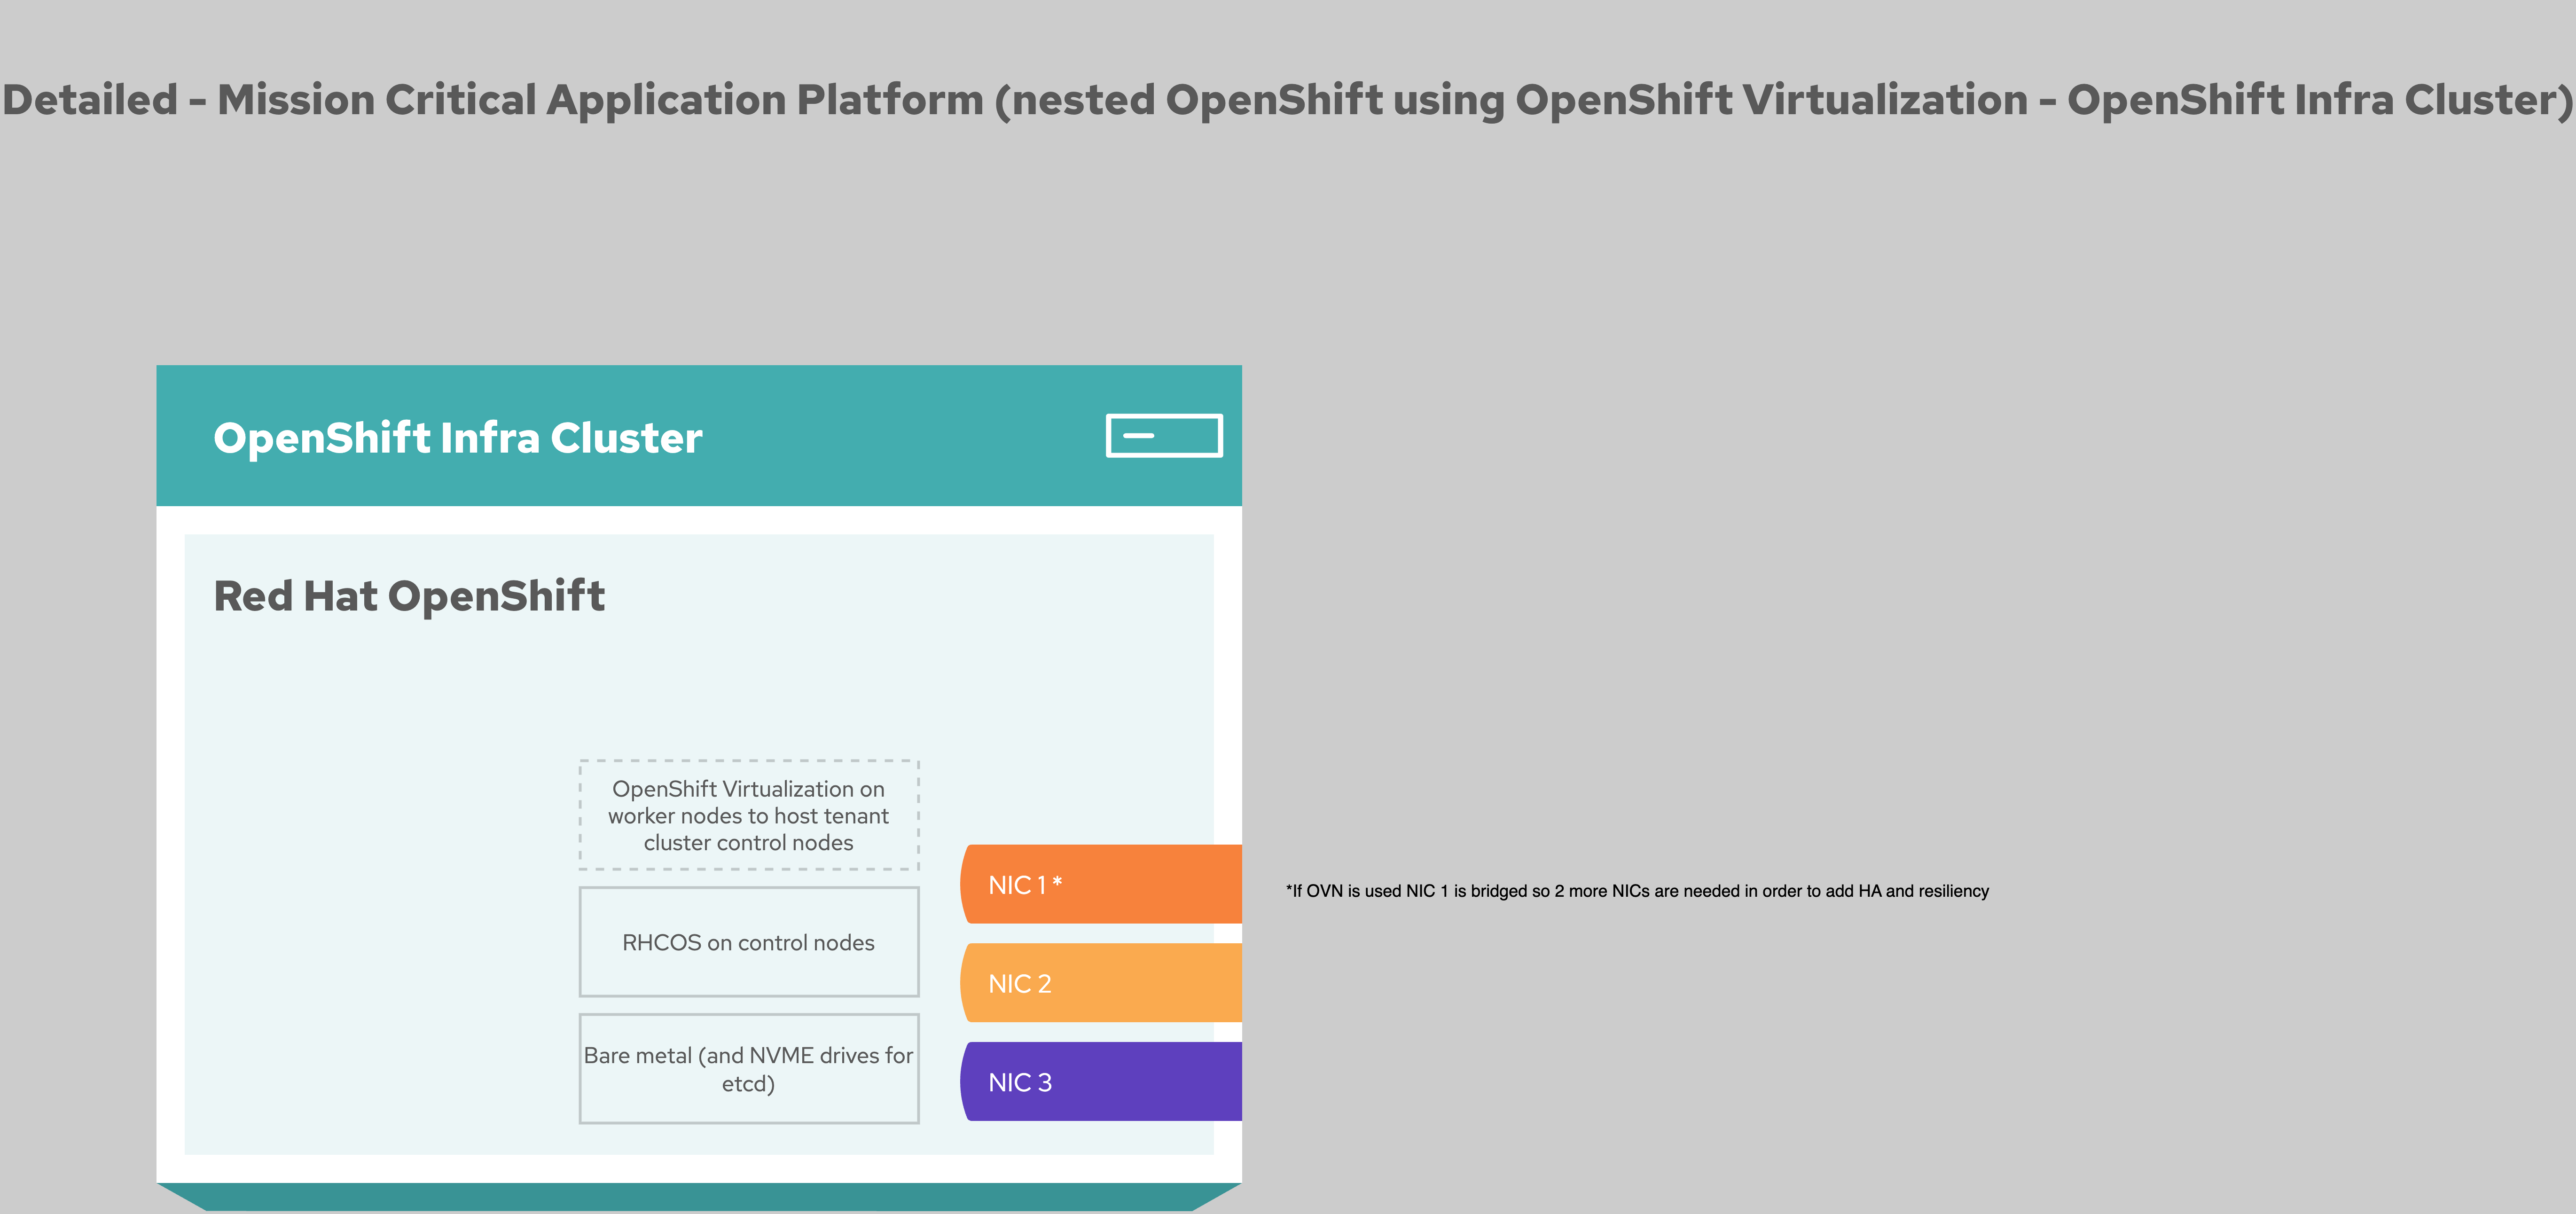 Detailed - Mission Critical Application Platform (nested OpenShift using OpenShift Virtualization - OpenShift Infra Cluster)
OpenShift Infra Cluster
Red Hat OpenShift
OpenShift Virtualization on
worker nodes to host tenant
cluster control nodes
NIC 1 *
*If OVN is used NIC 1 is bridged so 2 more NICs are needed in order to add HA and resiliency
RHCOS on control nodes
NIC 2
Bare metal (and NVME drives for
etcd)
NIC 3